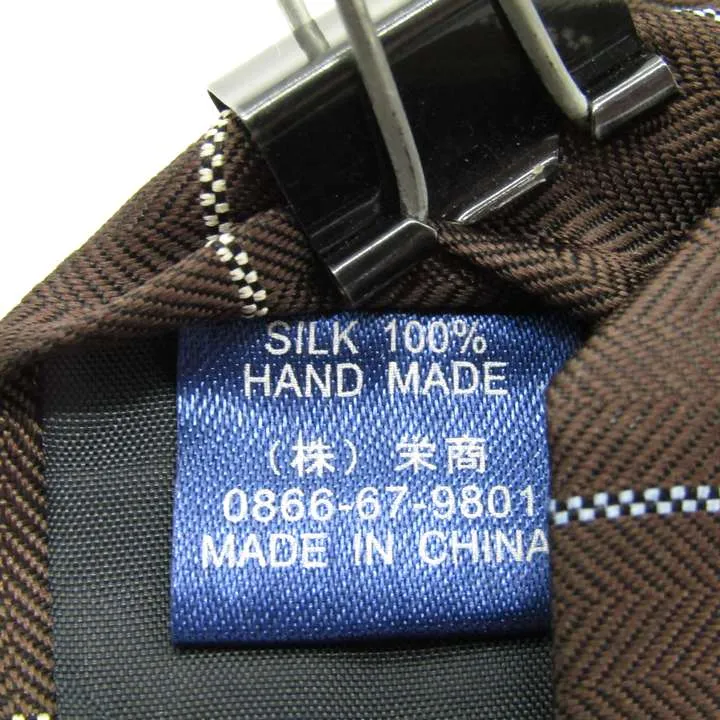 SILK 100%
HAND MADE
（株）栄商
0866-67-9801
MADE IN CHINA